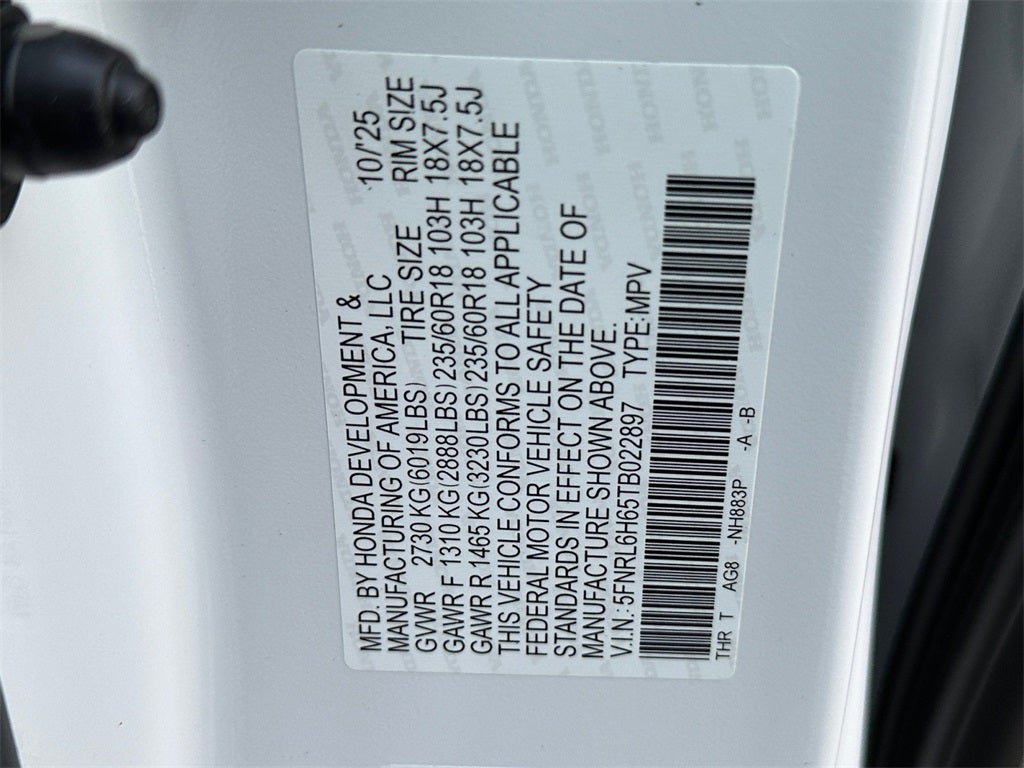 MFD. BY HONDA DEVELOPMENT &
MANUFACTURING OF AMERICA, LLC 10/'25
GVWR 2730 KG(6019LBS) TIRE SIZE RIM SIZE
GAWR F 1310 KG(2888LBS) 235/60R18 103H 18X7.5J
GAWR R 1465 KG(3230LBS) 235/60R18 103H 18X7.5J
THIS VEHICLE CONFORMS TO ALL APPLICABLE
FEDERAL MOTOR VEHICLE SAFETY
STANDARDS IN EFFECT ON THE DATE OF
MANUFACTURE SHOWN ABOVE.
V.I.N.: 5FNRL6H65TB022897 TYPE:MPV
THR T AG8 -NH883P -A -B